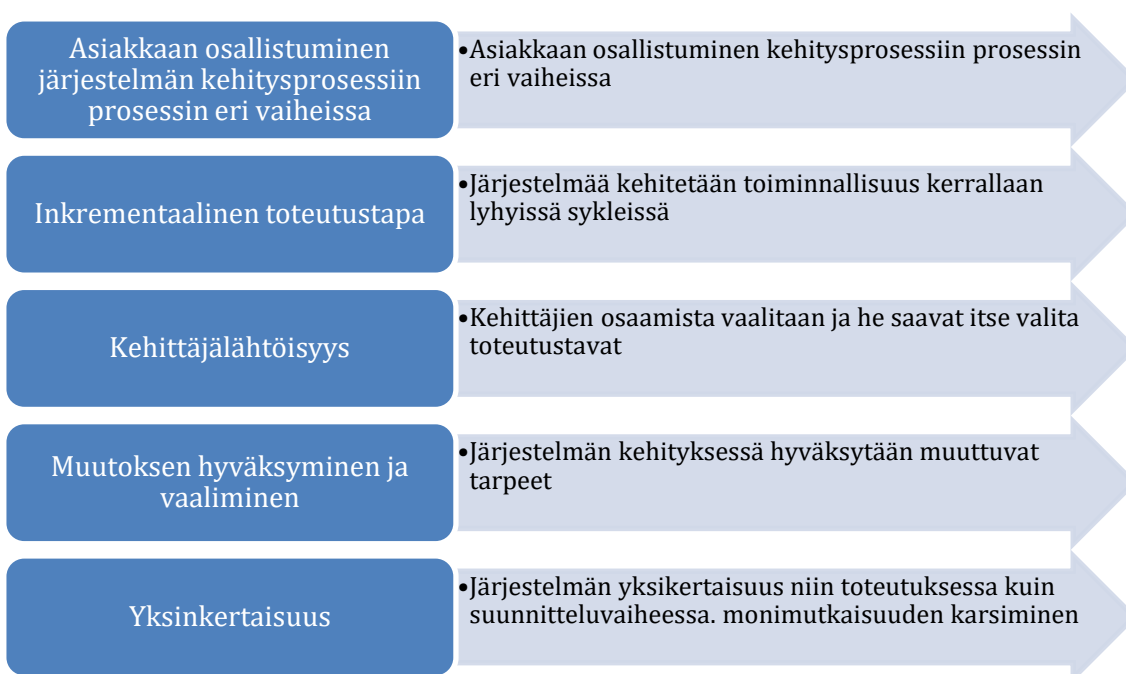 Asiakkaan osallistuminen
järjestelmän kehitysprosessiin
prosessin eri vaiheissa
•Asiakkaan osallistuminen kehitysprosessiin prosessin
eri vaiheissa
Inkrementaalinen toteutustapa
•Järjestelmää kehitetään toiminnallisuus kerrallaan
lyhyissä sykleissä
Kehittäjälähtöisyys
•Kehittäjien osaamista vaalitaan ja he saavat itse valita
toteutustavat
Muutoksen hyväksyminen ja
vaaliminen
•Järjestelmän kehityksessä hyväksytään muuttuvat
tarpeet
Yksinkertaisuus
•Järjestelmän yksikertaisuus niin toteutuksessa kuin
suunnitteluvaiheessa. monimutkaisuuden karsiminen